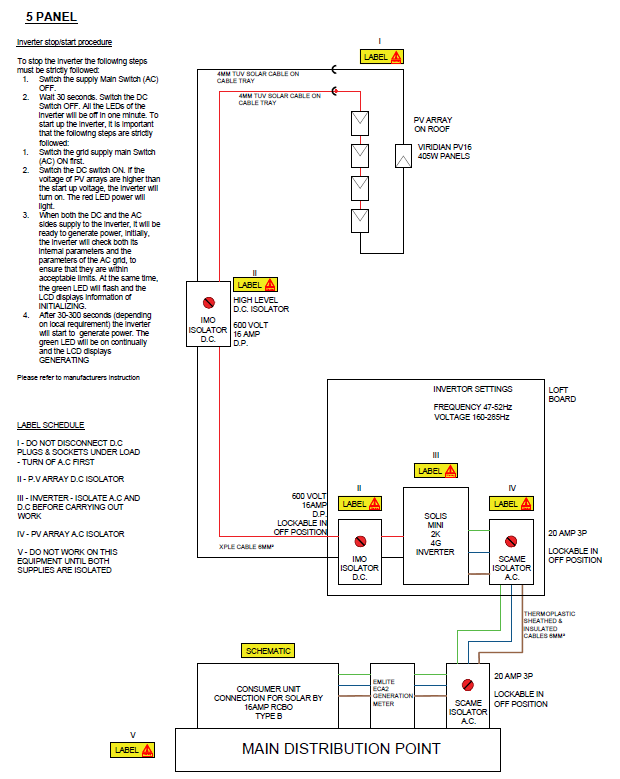 5 PANEL
Inverter stop/start procedure
To stop the inverter the following steps
must be strictly followed:
1. Switch the supply Main Switch (AC)
OFF.
2. Wait 30 seconds. Switch the DC
Switch OFF. All the LEDs of the
inverter will be off in one minute. To
start up the inverter, it is important
that the following steps are strictly
followed:
1. Switch the grid supply main Switch
(AC) ON first.
2. Switch the DC switch ON. If the
voltage of PV arrays are higher than
the start up voltage, the inverter will
turn on. The red LED power will
light.
3. When both the DC and the AC
sides supply to the inverter, it will be
ready to generate power, Initially,
the inverter will check both its
internal parameters and the
parameters of the AC grid, to
ensure that they are within
acceptable limits. At the same time,
the green LED will flash and the
LCD displays information of
INITIALIZING.
4. After 30-300 seconds (depending
on local requirement) the inverter
will start to generate power. The
green LED will be on continually
and the LCD displays
GENERATING
Please refer to manufacturers instruction
LABEL SCHEDULE
I - DO NOT DISCONNECT D.C
PLUGS & SOCKETS UNDER LOAD
- TURN OF A.C FIRST
II - P.V ARRAY D.C ISOLATOR
III - INVERTER - ISOLATE A.C AND
D.C BEFORE CARRYING OUT
WORK
IV - PV ARRAY A.C ISOLATOR
V - DO NOT WORK ON THIS
EQUIPMENT UNTIL BOTH
SUPPLIES ARE ISOLATED
I
LABEL
4MM TUV SOLAR CABLE ON
CABLE TRAY
4MM TUV SOLAR CABLE ON
CABLE TRAY
PV ARRAY
ON ROOF
VIRIDIAN PV16
405W PANELS
II
LABEL
HIGH LEVEL
D.C. ISOLATOR
600 VOLT
16 AMP
D.P.
IMO
ISOLATOR
D.C.
INVERTOR SETTINGS
FREQUENCY 47-52Hz
VOLTAGE 160-285Hz
LOFT
BOARD
III
LABEL
II
LABEL
IV
LABEL
600 VOLT
16AMP
D.P.
LOCKABLE IN
OFF POSITION
XPLE CABLE 6MM²
IMO
ISOLATOR
D.C.
SOLIS
MINI
2K
4G
INVERTER
SCAME
ISOLATOR
A.C.
20 AMP 3P
LOCKABLE IN
OFF POSITION
THERMOPLASTIC
SHEATHED &
INSULATED
CABLES 6MM²
SCHEMATIC
CONSUMER UNIT
CONNECTION FOR SOLAR BY
16AMP RCBO
TYPE B
EMLITE
EGA2
GENERATION
METER
SCAME
ISOLATOR
A.C.
20 AMP 3P
LOCKABLE IN
OFF POSITION
V
LABEL
MAIN DISTRIBUTION POINT